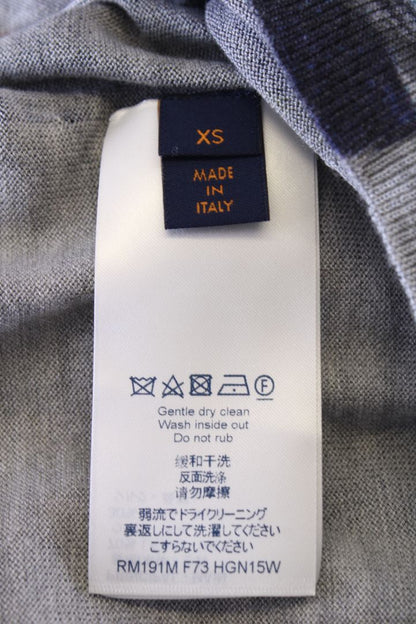 XS
MADE
IN
ITALY
F
Gentle dry clean
Wash inside out
Do not rub
缓和干洗
反面洗涤
请勿摩擦
弱流でドライクリーニング
裏返しにして洗濯してください
こすらないでください
RM191M F73 HGN15W